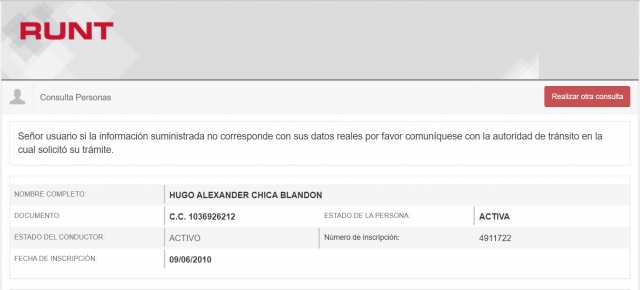 RUNT
Consulta Personas
Realizar otra consulta
Señor usuario si la información suministrada no corresponde con sus datos reales por favor comuníquese con la autoridad de tránsito en la
cual solicitó su trámite.
NOMBRE COMPLETO: HUGO ALEXANDER CHICA BLANDON
DOCUMENTO: C.C. 1036926212 ESTADO DE LA PERSONA: ACTIVA
ESTADO DEL CONDUCTOR: ACTIVO Número de inscripción: 4911722
FECHA DE INSCRIPCIÓN: 09/06/2010